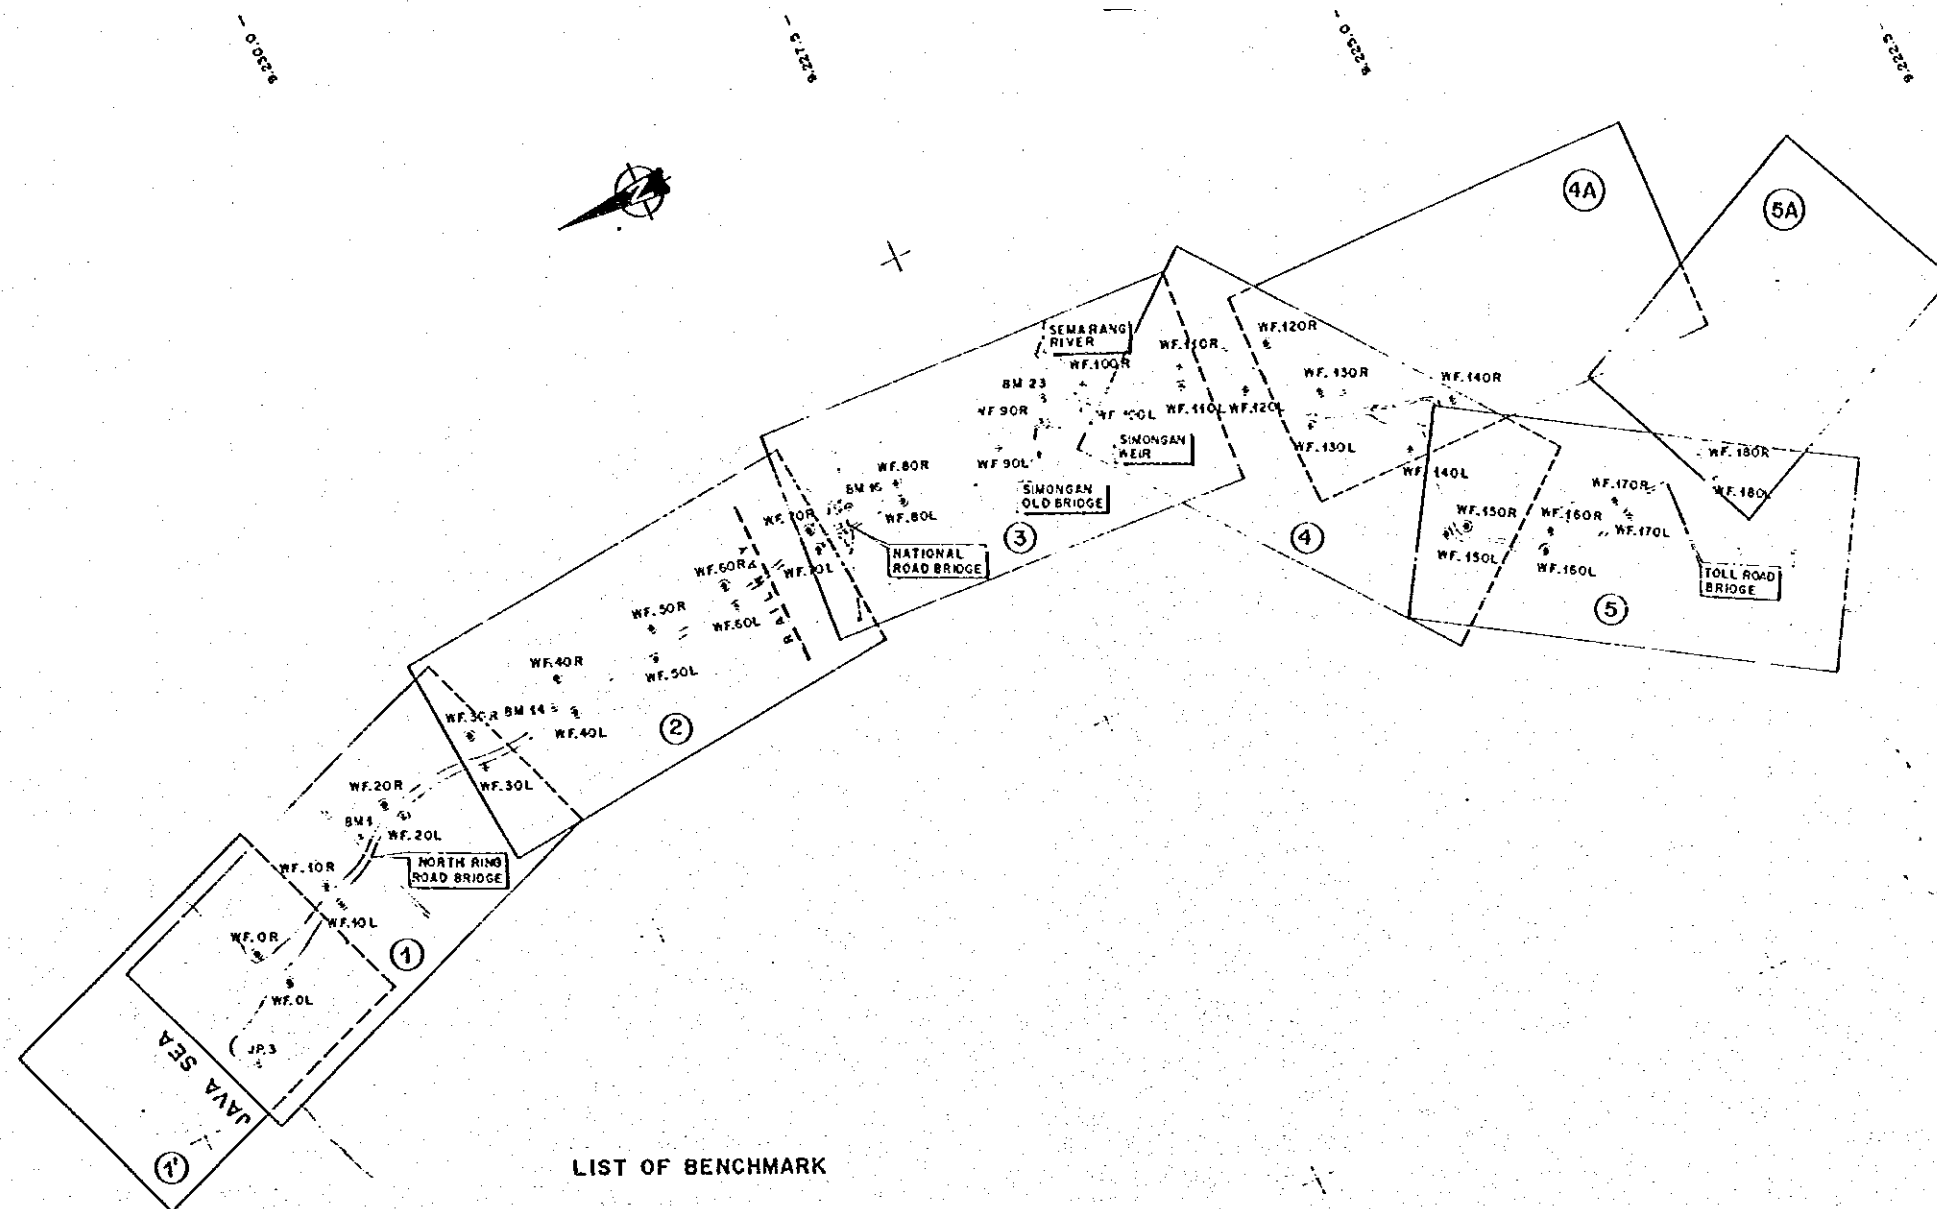 9.230.0
9.227.5
9.225.0
9.222.5
4A
5A
SEMARANG
RIVER
WF.120R
WF.110R
WF.100R
WF.130R
WF.140R
BM 23
WF.90R
WF.100L
WF.110L
WF.120L
SIMONGAN
WEIR
WF.130L
WF.80R
WF.90L
WF.140L
WF.180R
BM 16
SIMONGAN
OLD BRIDGE
WF.170R
WF.180L
WF.70R
WF.80L
WF.150R
WF.160R
WF.170L
3
4
NATIONAL
ROAD BRIDGE
WF.60R
WF.70L
WF.150L
WF.160L
TOLL ROAD
BRIDGE
RAILWAY
WF.50R
WF.60L
5
WF.40R
WF.50L
WF.30R
BM 14
WF.40L
2
WF.20R
WF.30L
BM 1
WF.20L
NORTH RING
ROAD BRIDGE
WF.10R
WF.10L
WF.0R
1
WF.0L
JP.3
JAVA SEA
1'
LIST OF BENCHMARK